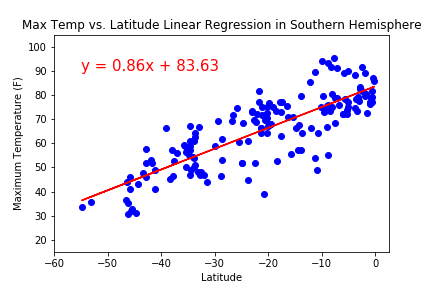 Max Temp vs. Latitude Linear Regression in Southern Hemisphere
y = 0.86x + 83.63
100
90
80
70
60
50
40
30
20
Maximum Temperature (F)
−60 −50 −40 −30 −20 −10 0
Latitude